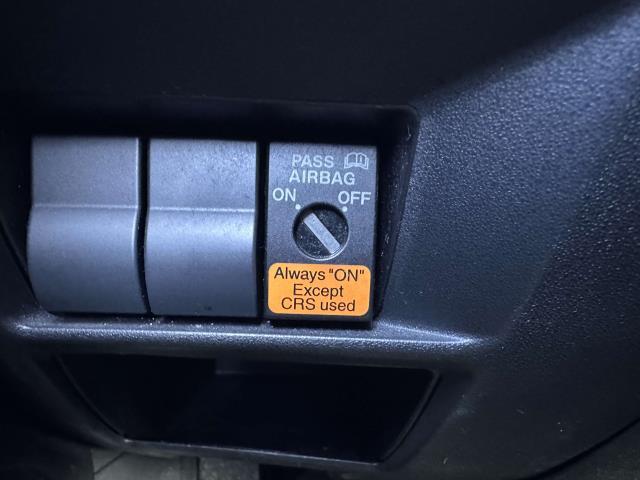 PASS
AIRBAG
ON OFF
Always "ON"
Except
CRS used